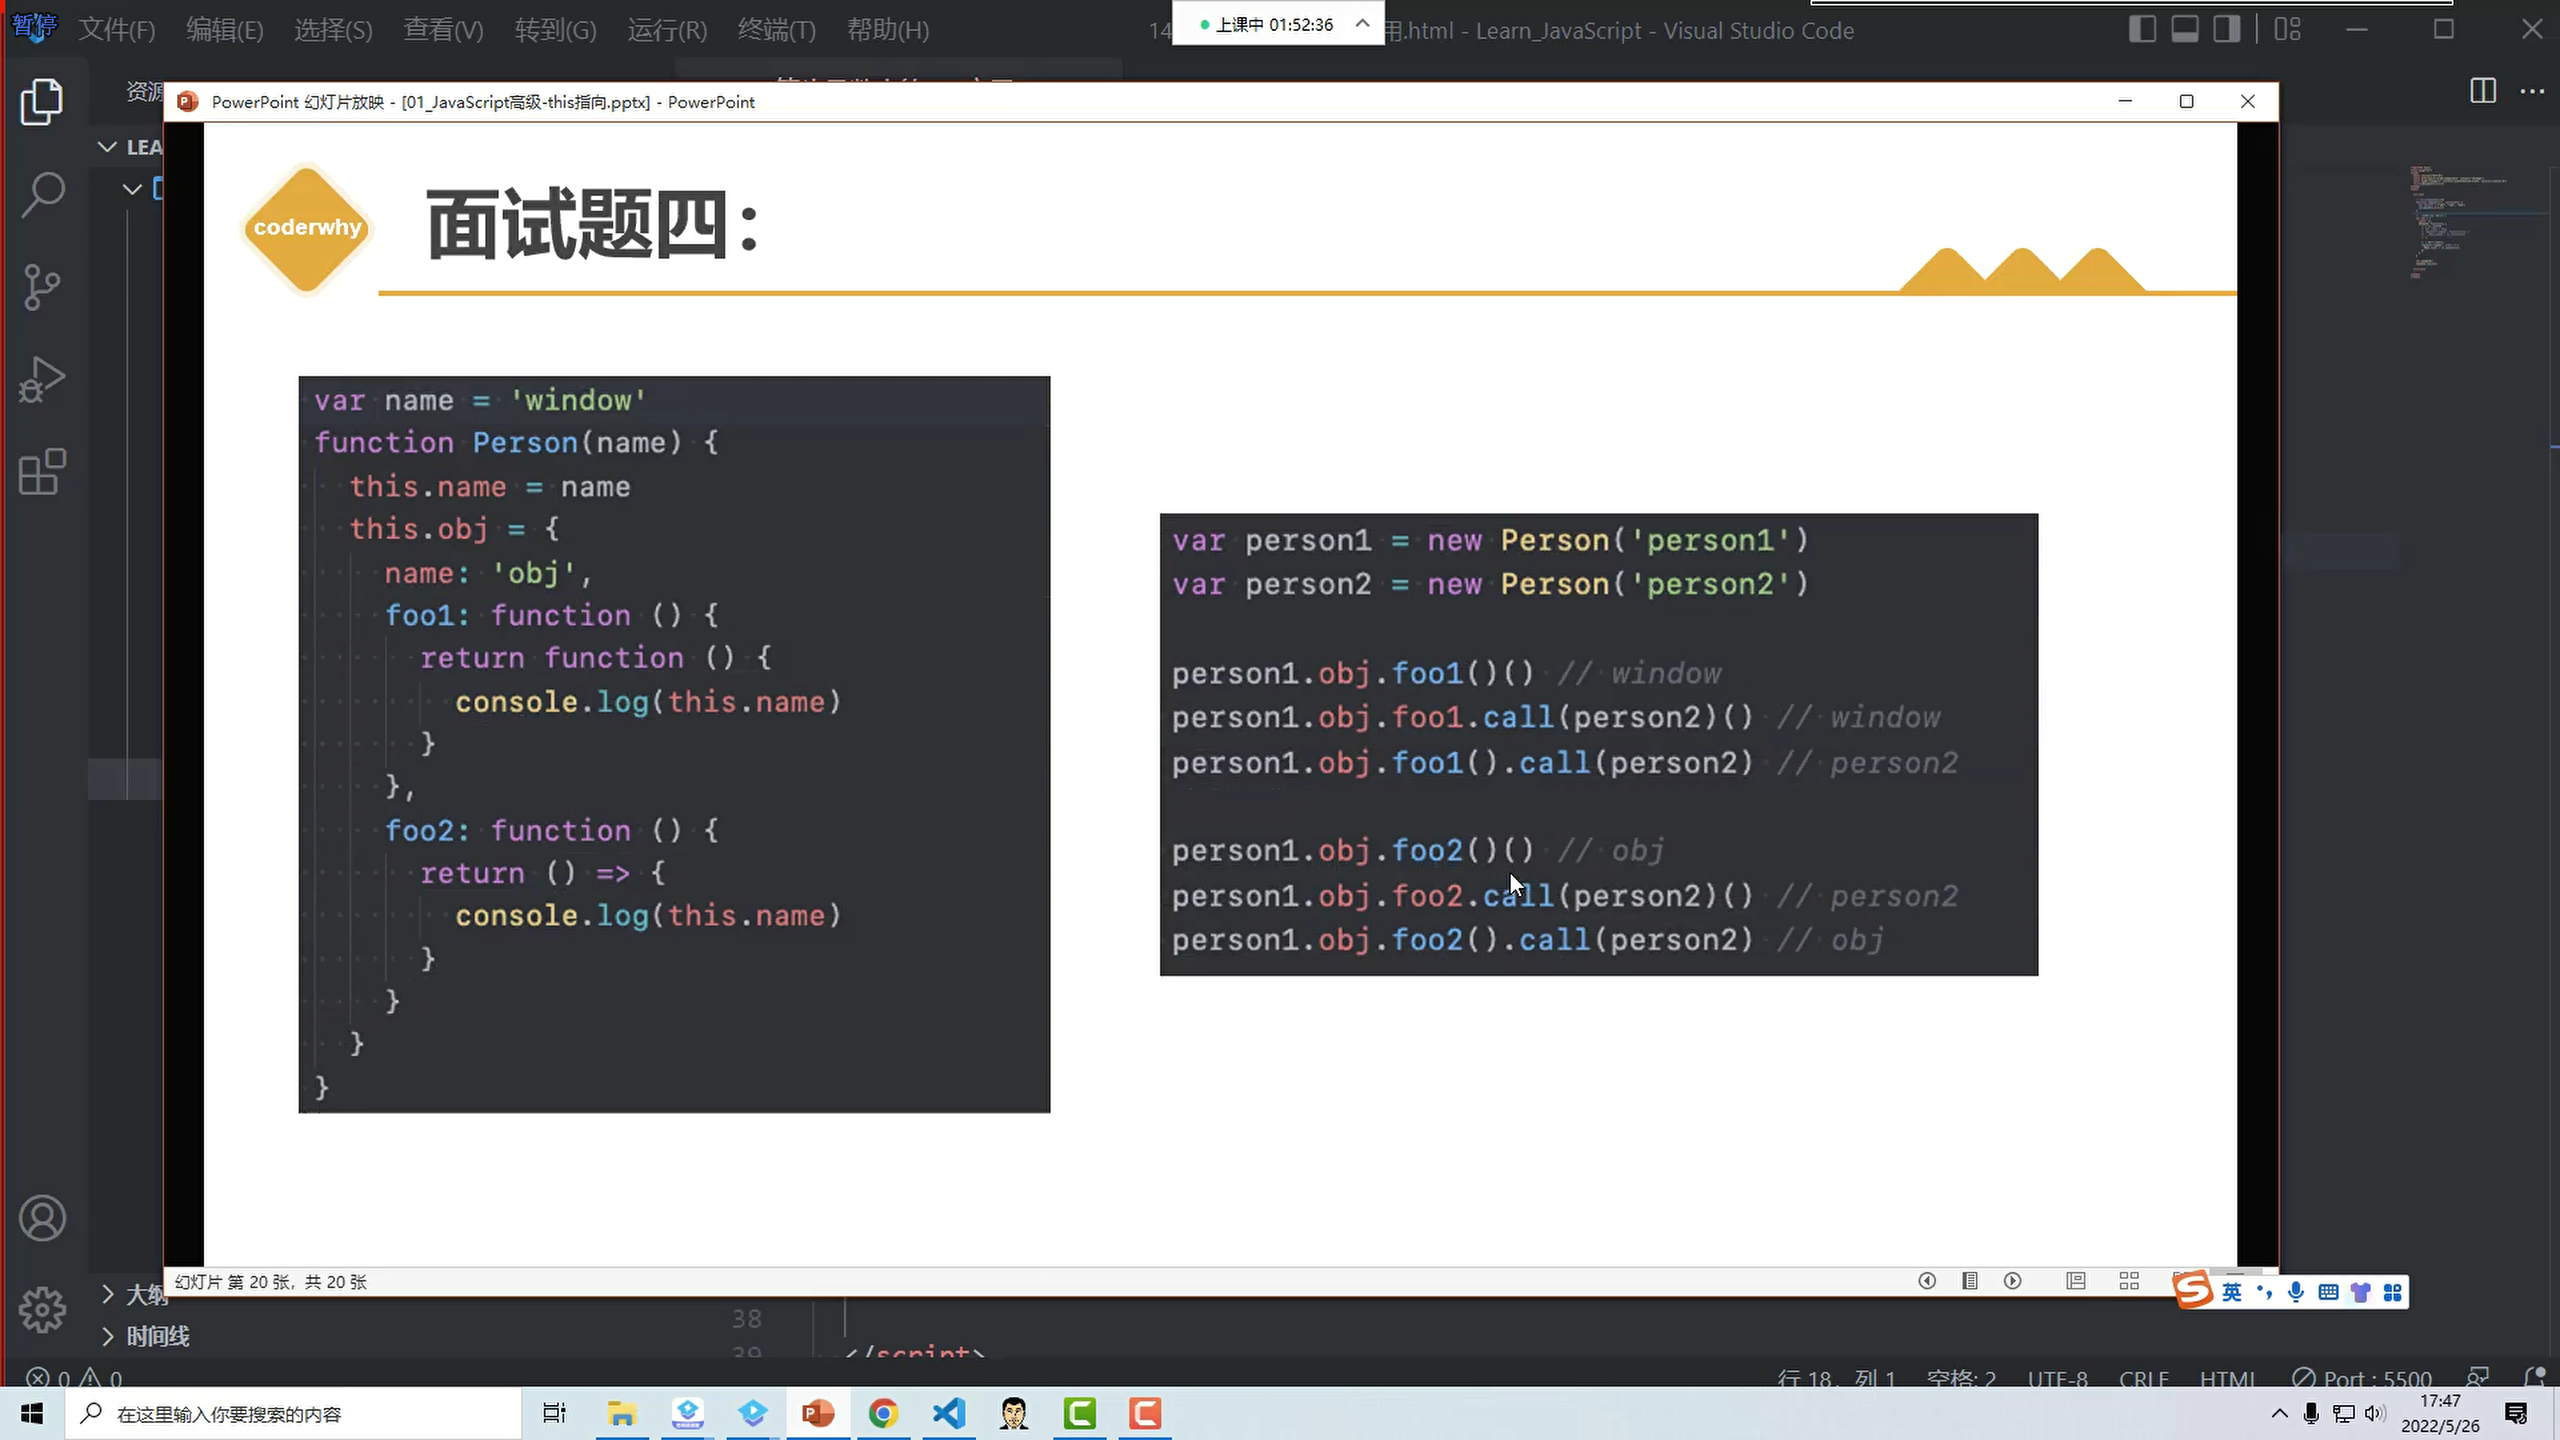 暂停
文件(F) 编辑(E) 选择(S) 查看(V) 转到(G) 运行(R) 终端(T) 帮助(H)
上课中 01:52:36
14
用.html - Learn_JavaScript - Visual Studio Code
资源
LEA
PowerPoint 幻灯片放映 - [01_JavaScript高级-this指向.pptx] - PowerPoint
coderwhy
面试题四：
var name = 'window'
function Person(name) {
this.name = name
this.obj = {
name: 'obj',
foo1: function () {
return function () {
console.log(this.name)
}
},
foo2: function () {
return () => {
console.log(this.name)
}
}
}
}
var person1 = new Person('person1')
var person2 = new Person('person2')
person1.obj.foo1()() // window
person1.obj.foo1.call(person2)() // window
person1.obj.foo1().call(person2) // person2
person1.obj.foo2()() // obj
person1.obj.foo2.call(person2)() // person2
person1.obj.foo2().call(person2) // obj
幻灯片 第 20 张，共 20 张
英
大纲
时间线
38
39
</script>
0 0
行 18，列 1 空格: 2 UTF-8 CRLF HTML Port : 5500
在这里输入你要搜索的内容
17:47
2022/5/26